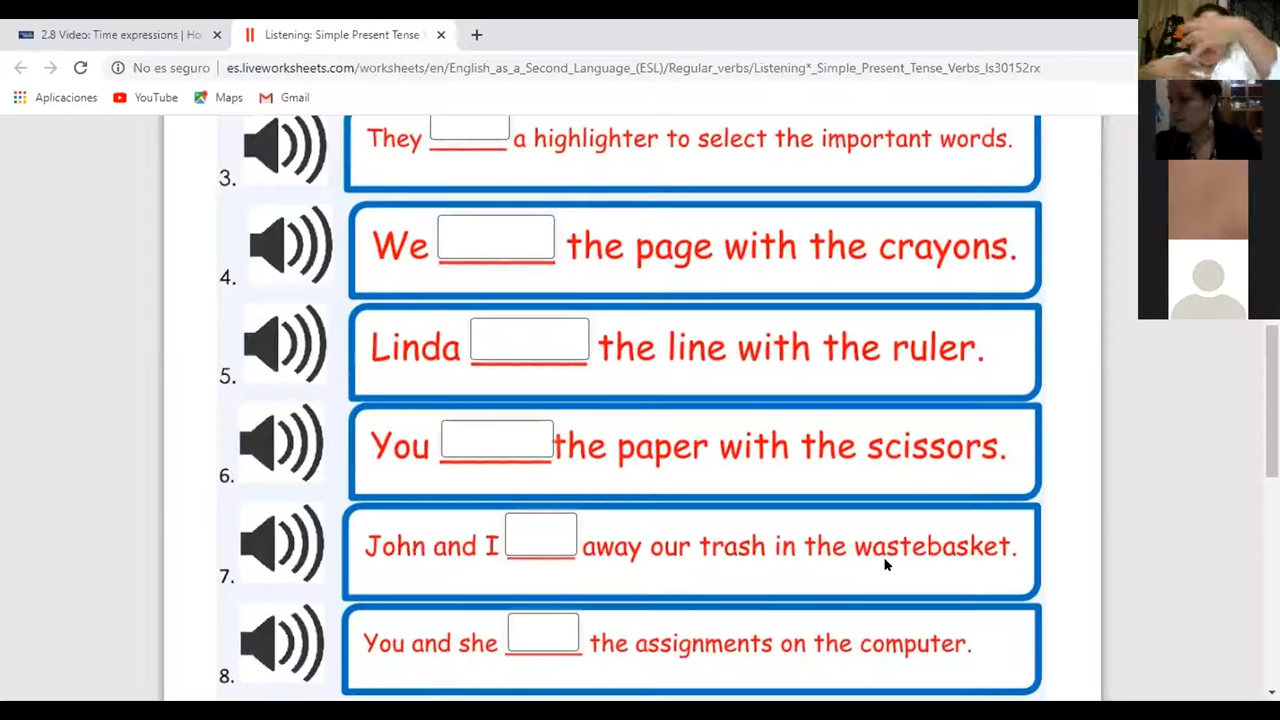 2.8 Video: Time expressions | Ho
Listening: Simple Present Tense V
No es seguro
es.liveworksheets.com/worksheets/en/English_as_a_Second_Language_(ESL)/Regular_verbs/Listening*_Simple_Present_Tense_Verbs_ls30152rx
Aplicaciones YouTube Maps Gmail
3. They a highlighter to select the important words.
4. We the page with the crayons.
5. Linda the line with the ruler.
6. You the paper with the scissors.
7. John and I away our trash in the wastebasket.
8. You and she the assignments on the computer.